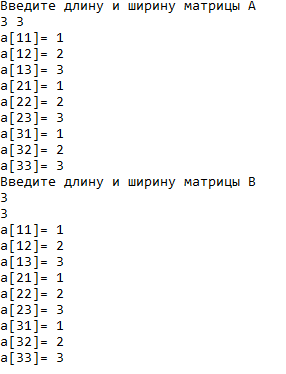 Введите длину и ширину матрицы А
3 3
a[11]= 1
a[12]= 2
a[13]= 3
a[21]= 1
a[22]= 2
a[23]= 3
a[31]= 1
a[32]= 2
a[33]= 3
Введите длину и ширину матрицы В
3
3
a[11]= 1
a[12]= 2
a[13]= 3
a[21]= 1
a[22]= 2
a[23]= 3
a[31]= 1
a[32]= 2
a[33]= 3